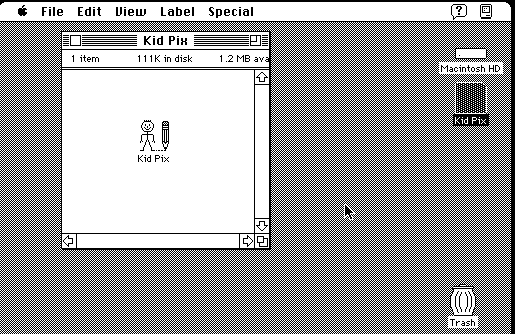 File Edit View Label Special
Kid Pix
1 item 111K in disk 1.2 MB ava
Kid Pix
Macintosh HD
Kid Pix
Trash